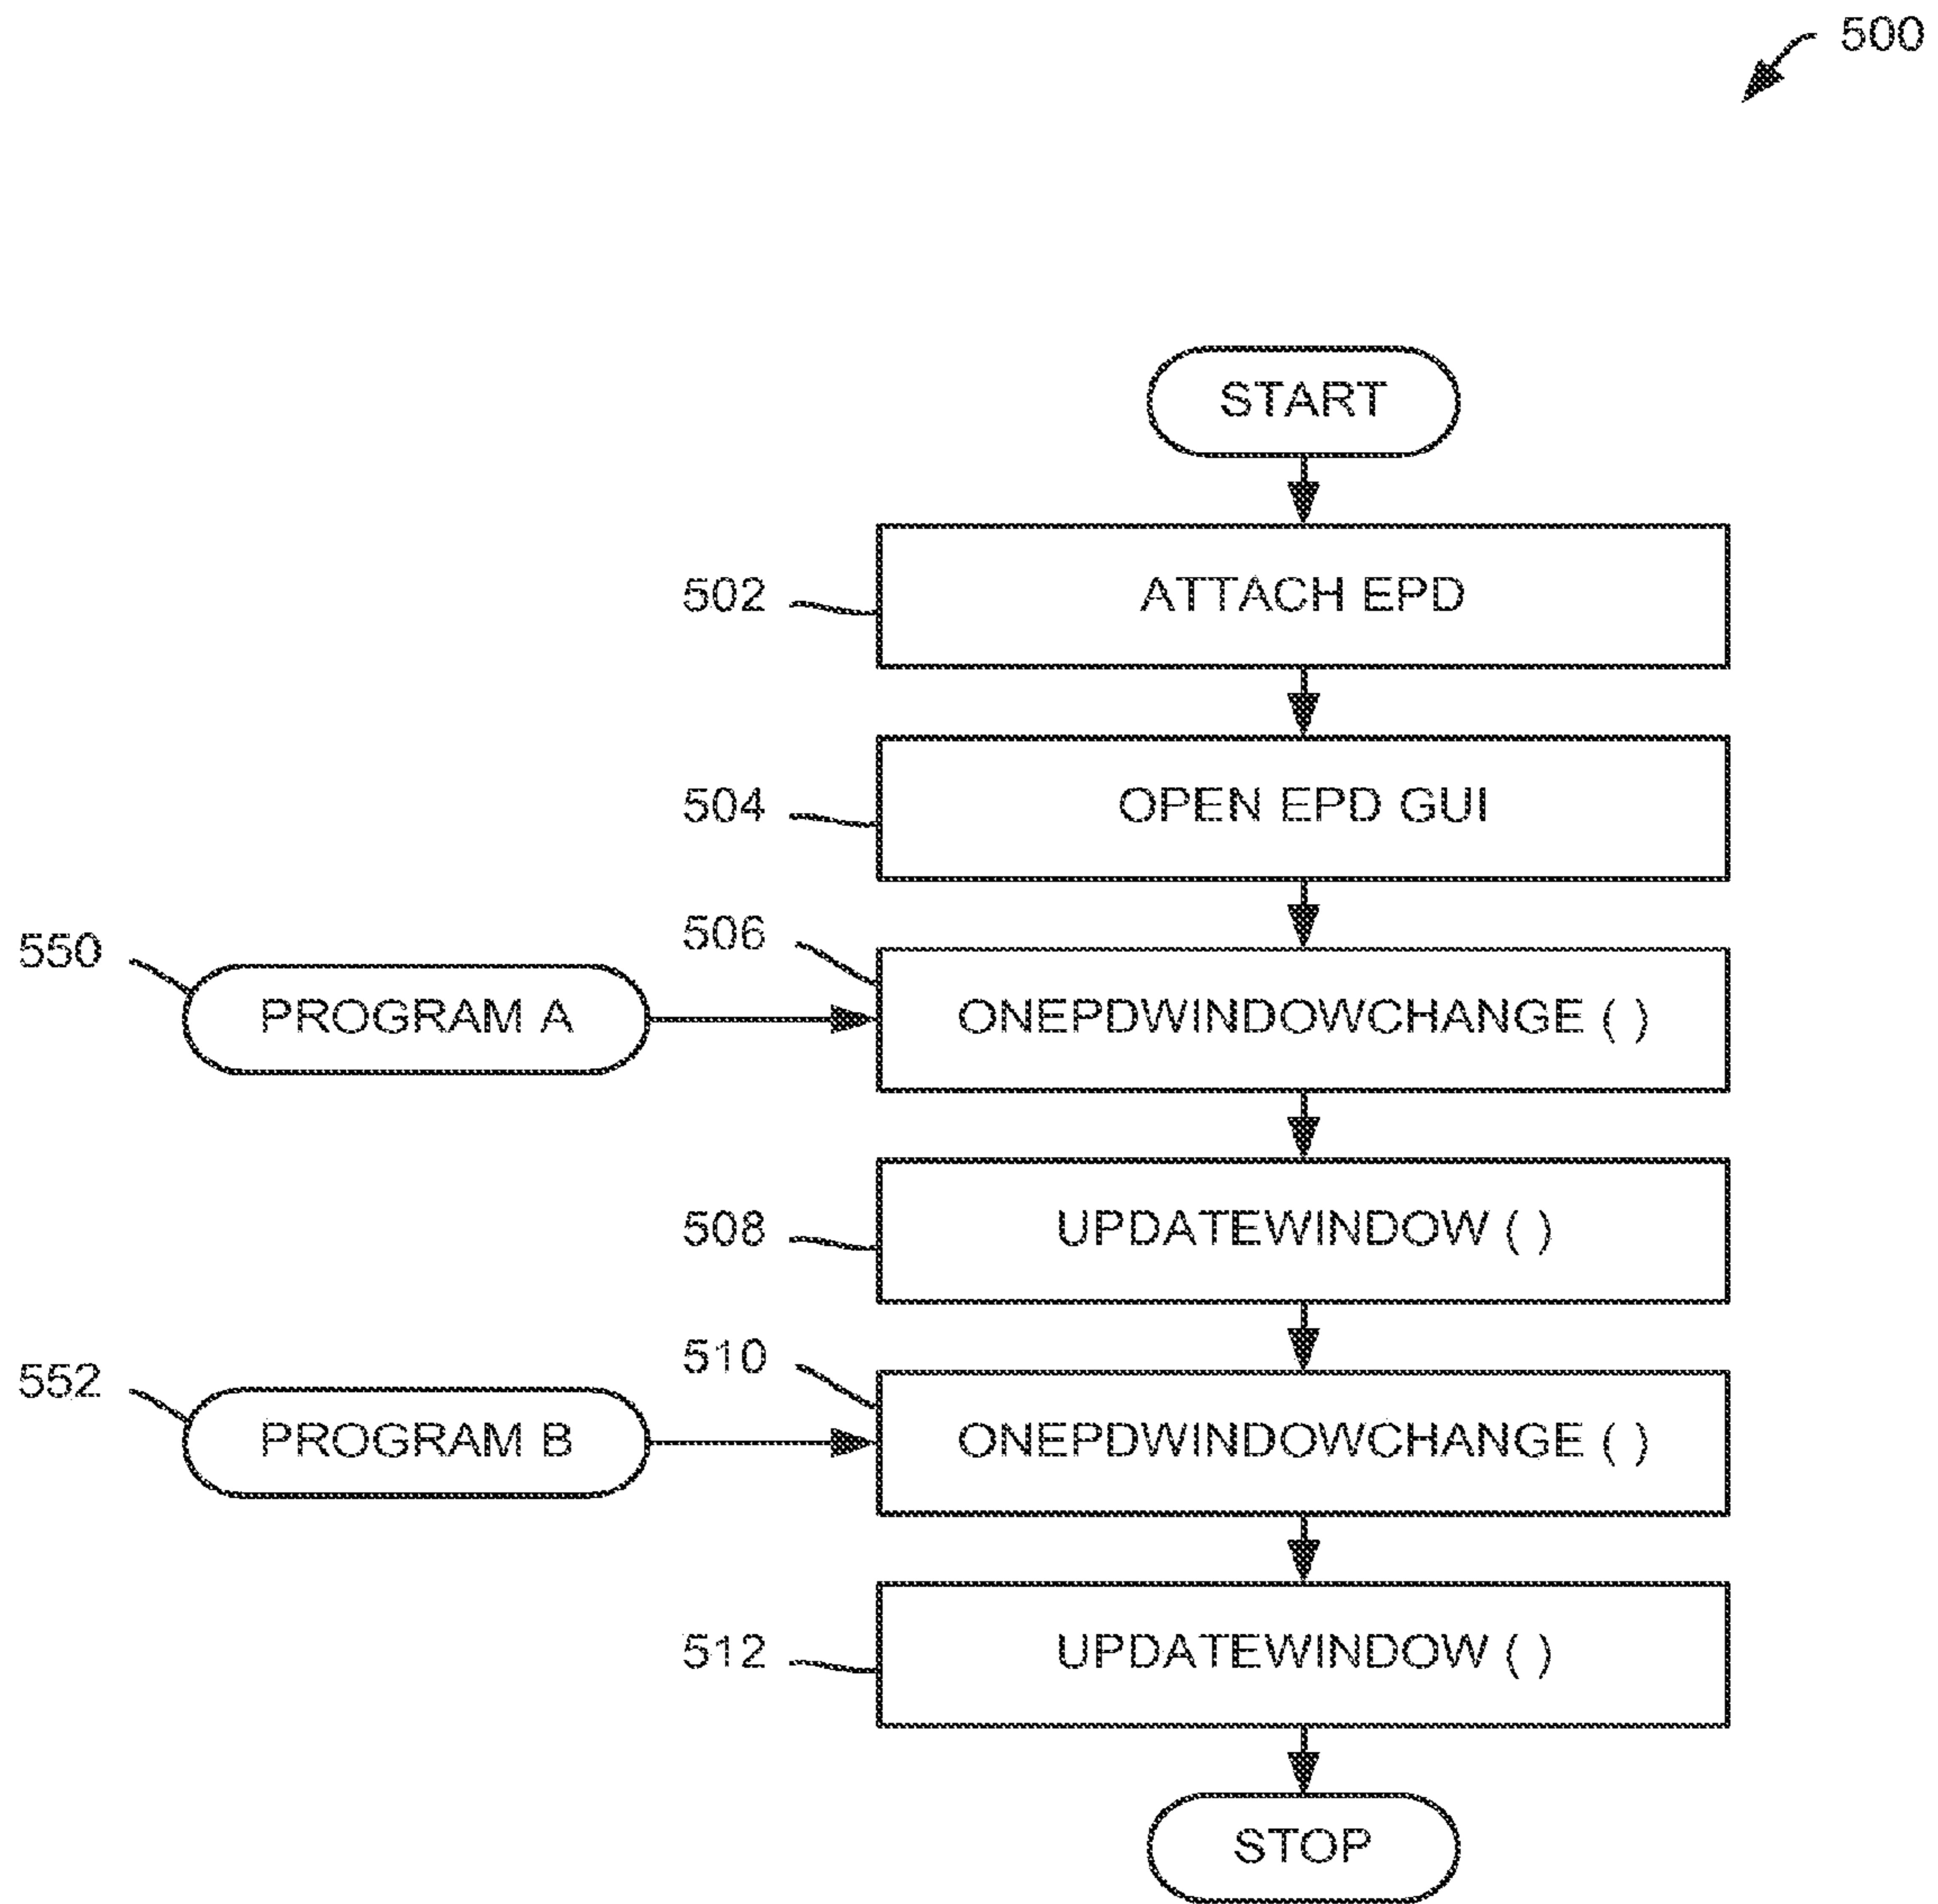 500
START
502
ATTACH EPD
504
OPEN EPD GUI
506
550
PROGRAM A
ONEPDWINDOWCHANGE ( )
508
UPDATEWINDOW ( )
510
552
PROGRAM B
ONEPDWINDOWCHANGE ( )
512
UPDATEWINDOW ( )
STOP